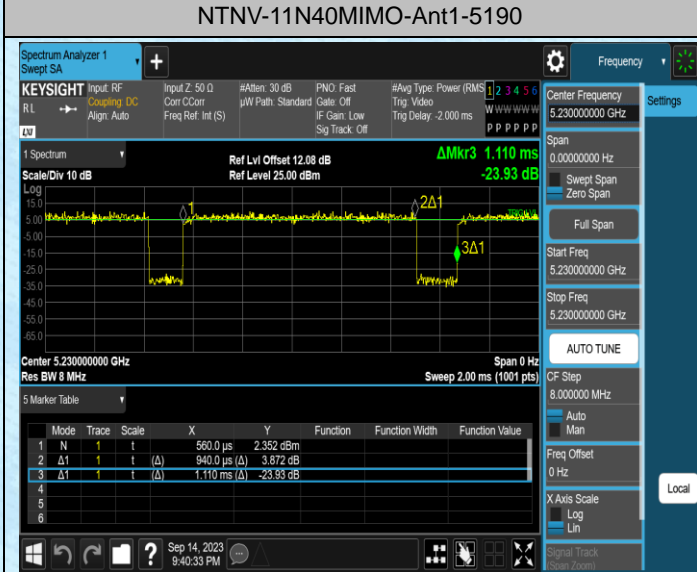 NTNV-11N40MIMO-Ant1-5190
Spectrum Analyzer 1
Swept SA
Frequency
KEYSIGHT
RL
Input: RF
Coupling: DC
Align: Auto
Input Z: 50 Ω
Corr CCorr
Freq Ref: Int (S)
#Atten: 30 dB
µW Path: Standard
PNO: Fast
Gate: Off
IF Gain: Low
Sig Track: Off
#Avg Type: Power (RMS
Trig: Video
Trig Delay: -2.000 ms
1 2 3 4 5 6
W W W W W W
P P P P P P
1 Spectrum
Scale/Div 10 dB
Ref Lvl Offset 12.08 dB
Ref Level 25.00 dBm
ΔMkr3 1.110 ms
-23.93 dB
Log
15.0
5.00
-5.00
-15.0
-25.0
-35.0
-45.0
-55.0
-65.0
1
2Δ1
3Δ1
Center 5.230000000 GHz
Res BW 8 MHz
Span 0 Hz
Sweep 2.00 ms (1001 pts)
5 Marker Table
Mode Trace Scale X Y Function Function Width Function Value
1 N 1 t 560.0 µs 2.352 dBm
2 Δ1 1 t (Δ) 940.0 µs (Δ) 3.872 dB
3 Δ1 1 t (Δ) 1.110 ms (Δ) -23.93 dB
4
5
6
Sep 14, 2023
9:40:33 PM
Center Frequency
5.230000000 GHz
Span
0.00000000 Hz
Swept Span
Zero Span
Full Span
Start Freq
5.230000000 GHz
Stop Freq
5.230000000 GHz
AUTO TUNE
CF Step
8.000000 MHz
Auto
Man
Freq Offset
0 Hz
X Axis Scale
Log
Lin
Signal Track
(Span Zoom)
Settings
Local